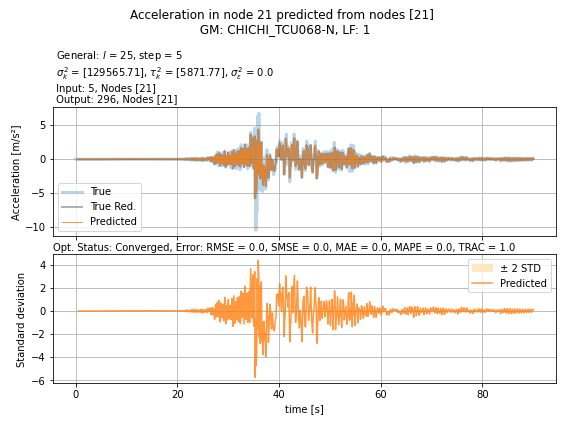 Acceleration in node 21 predicted from nodes [21]
GM: CHICHI_TCU068-N, LF: 1
General: l = 25, step = 5
σ²ₖ = [129565.71], τ²ₖ = [5871.77], σ²ε = 0.0
Input: 5, Nodes [21]
Output: 296, Nodes [21]
Acceleration [m/s²]
5
0
−5
−10
True
True Red.
Predicted
Opt. Status: Converged, Error: RMSE = 0.0, SMSE = 0.0, MAE = 0.0, MAPE = 0.0, TRAC = 1.0
Standard deviation
4
2
0
−2
−4
−6
± 2 STD
Predicted
0 20 40 60 80
time [s]